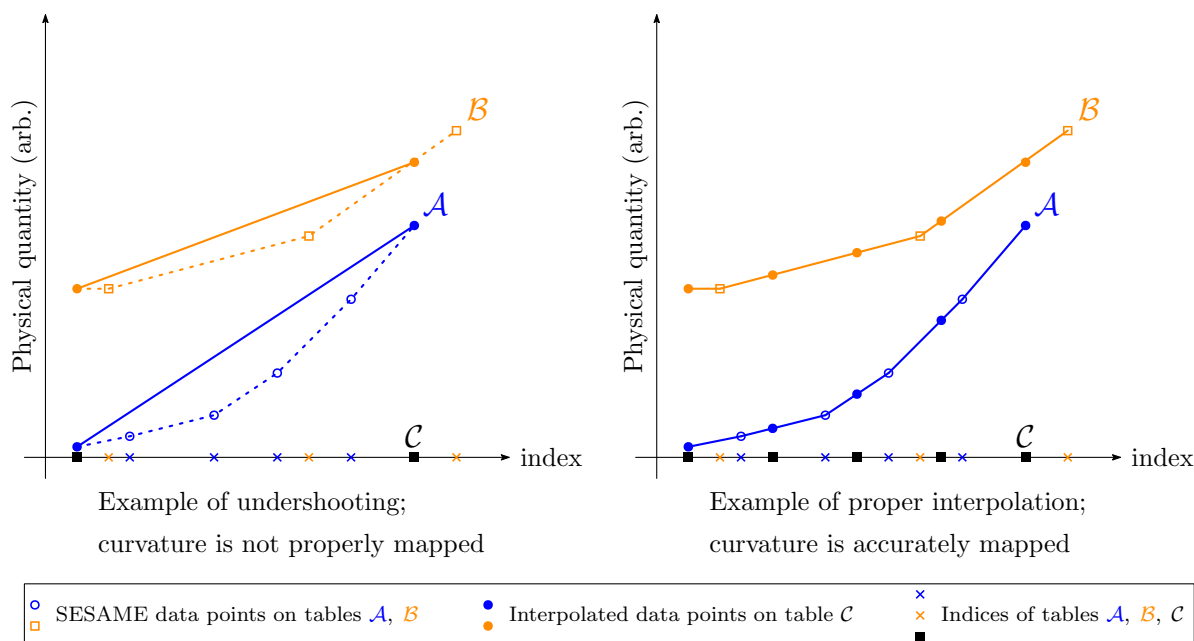 Physical quantity (arb.)
ℬ
𝒜
𝒞
index
Example of undershooting;
curvature is not properly mapped
Physical quantity (arb.)
ℬ
𝒜
𝒞
index
Example of proper interpolation;
curvature is accurately mapped
SESAME data points on tables 𝒜, ℬ
Interpolated data points on table 𝒞
Indices of tables 𝒜, ℬ, 𝒞